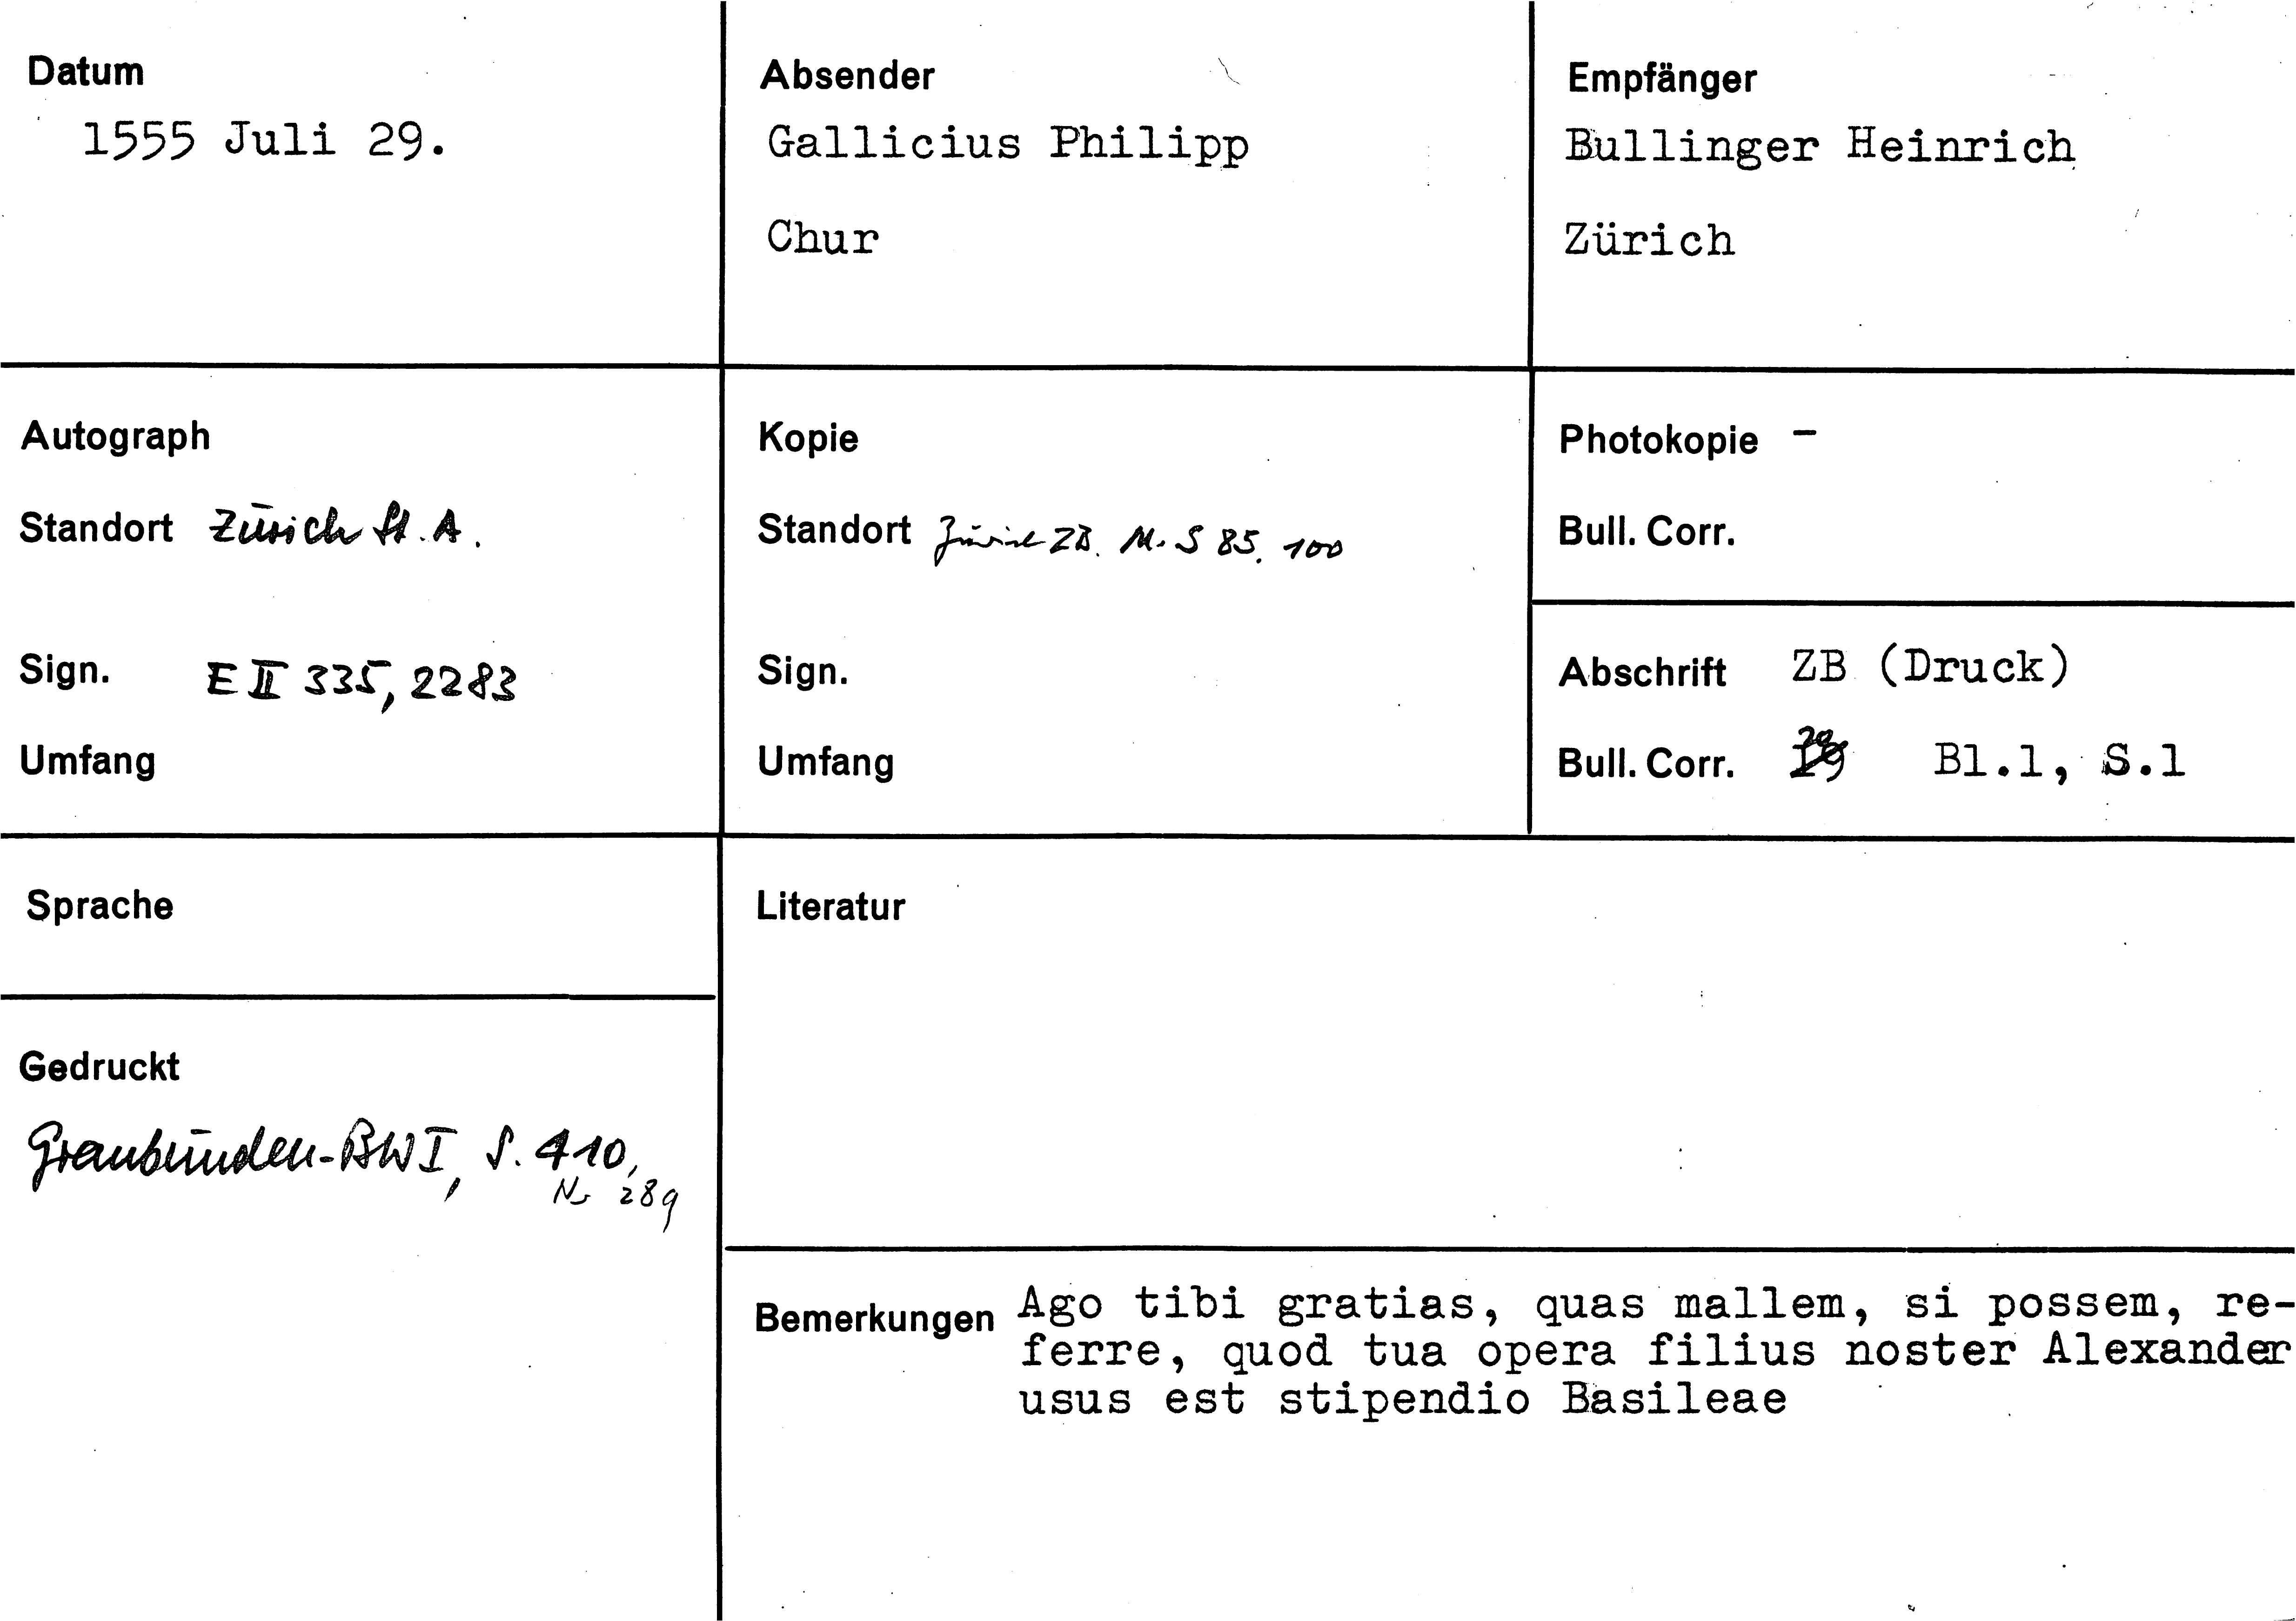 Datum
1555 Juli 29.
Absender
Gallicius Philipp
Chur
Empfänger
Bullinger Heinrich
Zürich
Autograph
Standort Zürich St. A.
Sign. E II 335, 2283
Umfang
Kopie
Standort Zürich ZB. Ms S 85, 100
Sign.
Umfang
Photokopie -
Bull. Corr.
Abschrift ZB (Druck)
Bull. Corr. Bl.1, S.1
Sprache
Gedruckt
Graubünden-BW I, S. 410,
Nr 289
Literatur
Bemerkungen Ago tibi gratias, quas mallem, si possem, re-
ferre, quod tua opera filius noster Alexander
usus est stipendio Basileae